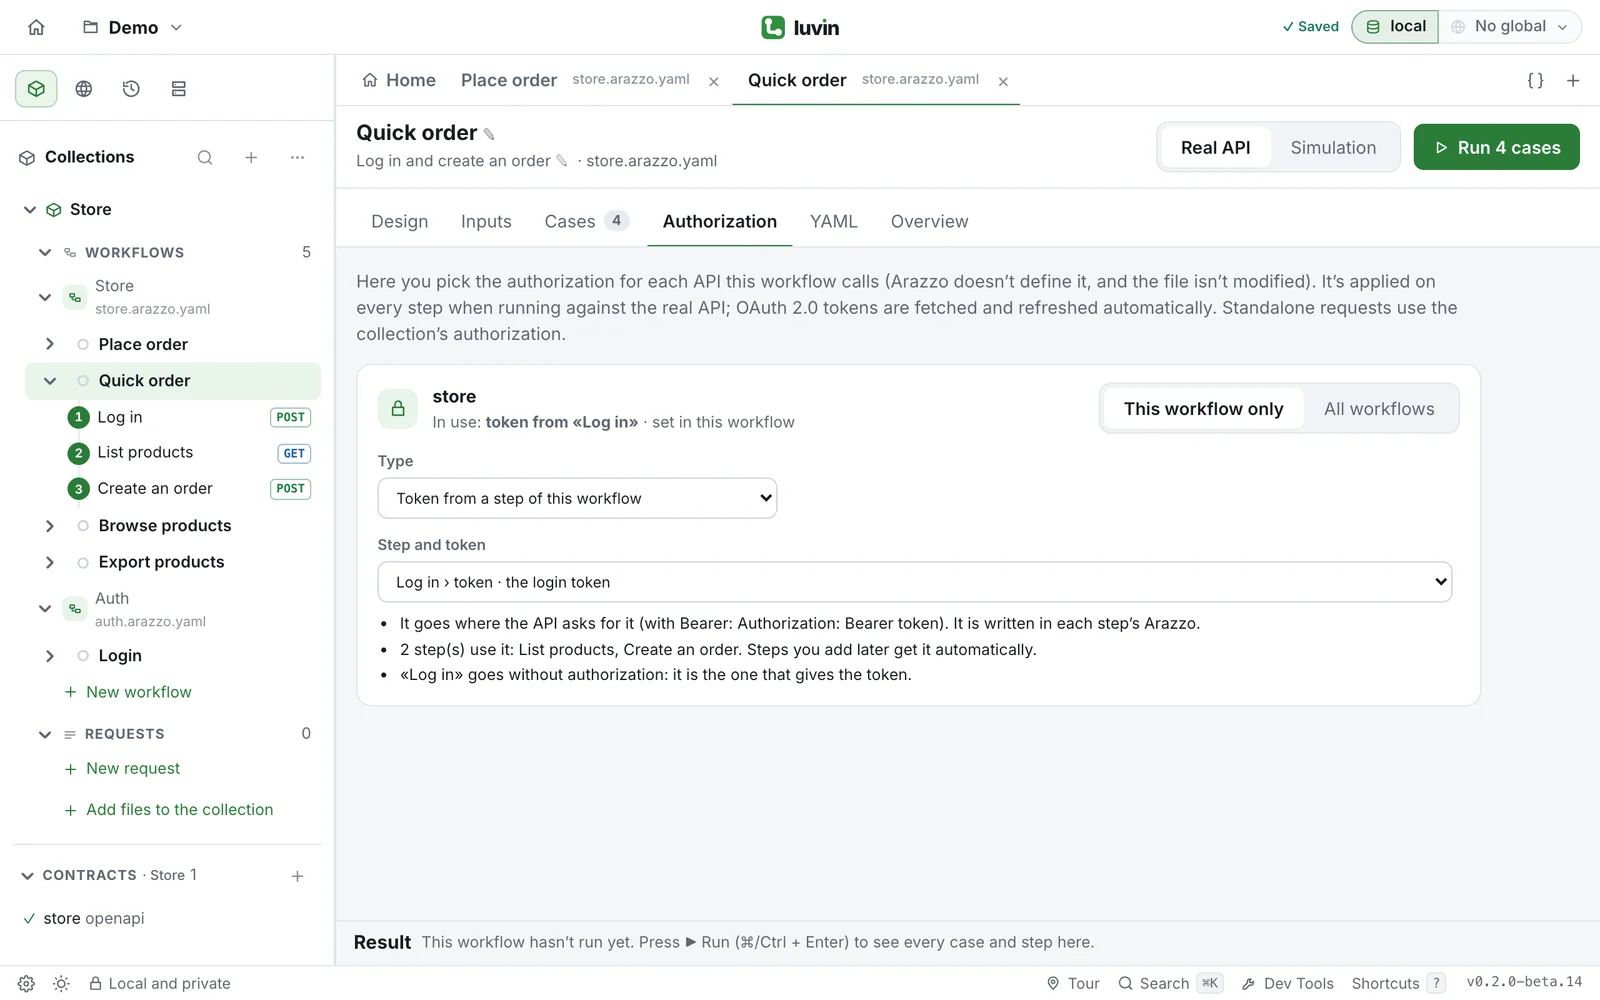 Demo
luvin
Saved
local
No global
Home
Place order store.arazzo.yaml
Quick order store.arazzo.yaml
Collections
Store
WORKFLOWS 5
Store
store.arazzo.yaml
Place order
Quick order
1 Log in POST
2 List products GET
3 Create an order POST
Browse products
Export products
Auth
auth.arazzo.yaml
Login
+ New workflow
REQUESTS 0
+ New request
+ Add files to the collection
CONTRACTS · Store 1
store openapi
Quick order
Log in and create an order · store.arazzo.yaml
Real API
Simulation
Run 4 cases
Design
Inputs
Cases 4
Authorization
YAML
Overview
Here you pick the authorization for each API this workflow calls (Arazzo doesn’t define it, and the file isn’t modified). It’s applied on
every step when running against the real API; OAuth 2.0 tokens are fetched and refreshed automatically. Standalone requests use the
collection’s authorization.
store
In use: token from «Log in» · set in this workflow
This workflow only
All workflows
Type
Token from a step of this workflow
Step and token
Log in › token · the login token
• It goes where the API asks for it (with Bearer: Authorization: Bearer token). It is written in each step’s Arazzo.
• 2 step(s) use it: List products, Create an order. Steps you add later get it automatically.
• «Log in» goes without authorization: it is the one that gives the token.
Result This workflow hasn’t run yet. Press ▶ Run (⌘/Ctrl + Enter) to see every case and step here.
Local and private
Tour
Search ⌘K
Dev Tools
Shortcuts ?
v0.2.0-beta.14